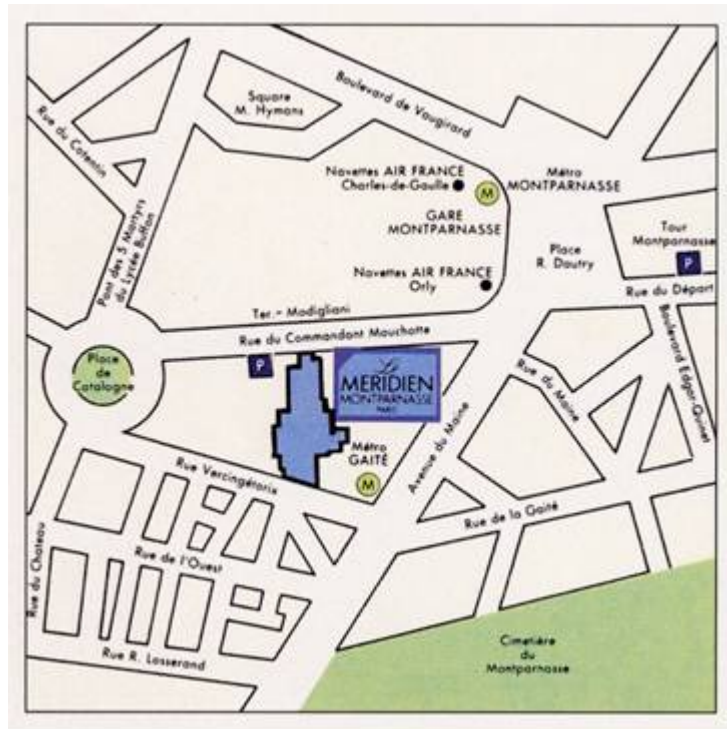 Boulevard de Vaugirard
Square
M. Hymans
Rue du Cotentin
Navettes AIR FRANCE
Charles-de-Gaulle
M
Métro
MONTPARNASSE
GARE
MONTPARNASSE
Tour
Montparnasse
P
Place
R. Dautry
Pont des 5 Martyrs
du Lycée Buffon
Navettes AIR FRANCE
Orly
Rue du Départ
Ter.- Modigliani
Rue du Commandant Mouchotte
Boulevard Edgar-Quinet
Place
de
Catalogne
P
Le
MERIDIEN
MONTPARNASSE
PARIS
Rue du Maine
Avenue du Maine
Métro
GAITÉ
M
Rue Vercingétorix
Rue de la Gaité
Rue de l'Ouest
Rue du Chateau
Rue R. Losserand
Cimetière
du
Montparnasse